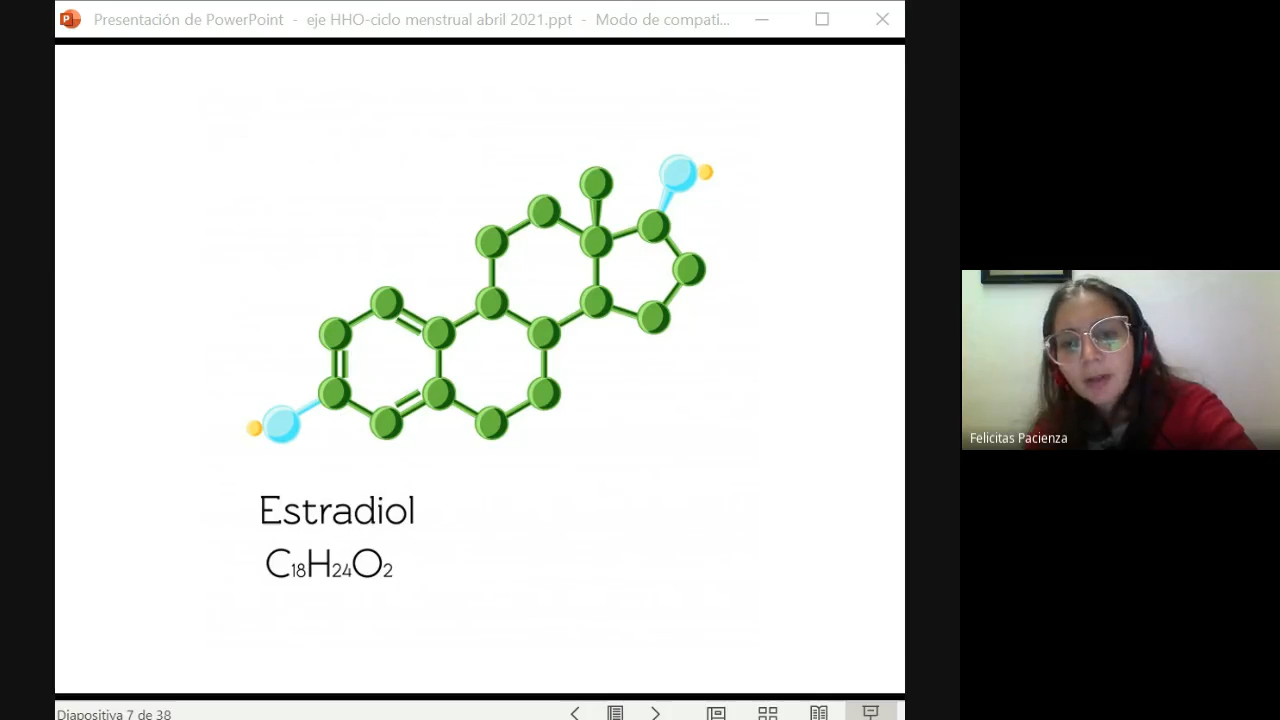 Presentación de PowerPoint - eje HHO-ciclo menstrual abril 2021.ppt - Modo de compati...
Estradiol
C18H24O2
Felicitas Pacienza
Diapositiva 7 de 38